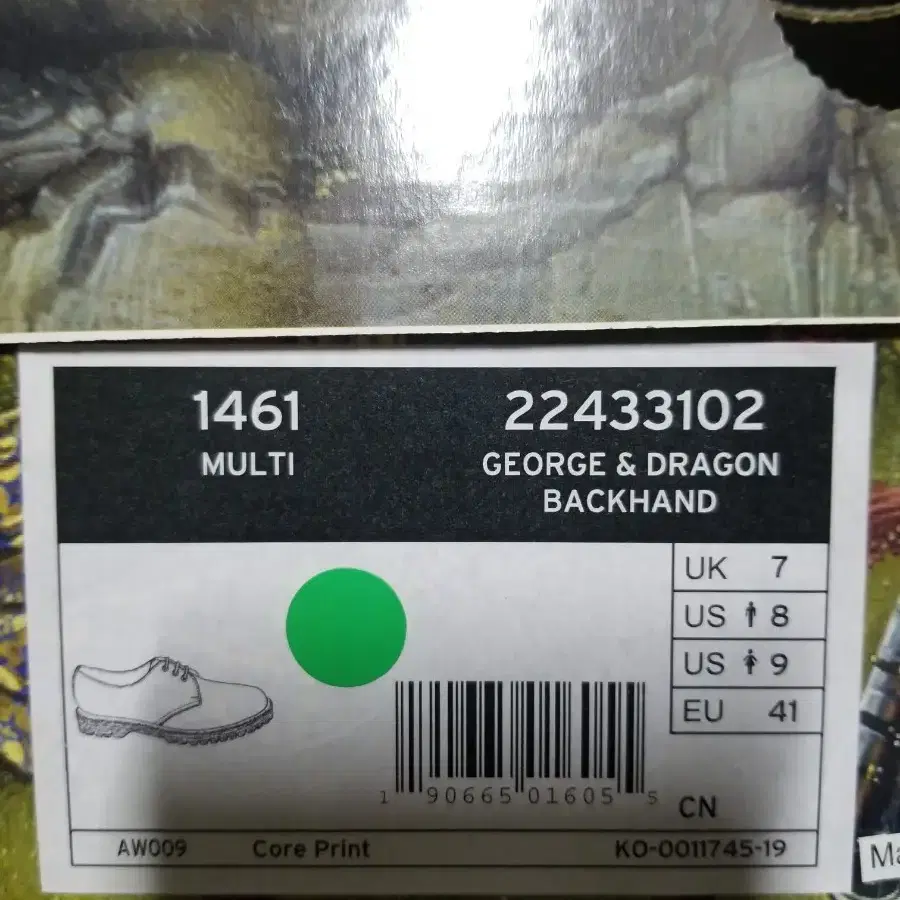 1461 22433102
MULTI GEORGE & DRAGON
BACKHAND
UK 7
US 8
US 9
EU 41
1 90665 01605 5
CN
AW009 Core Print KO-0011745-19